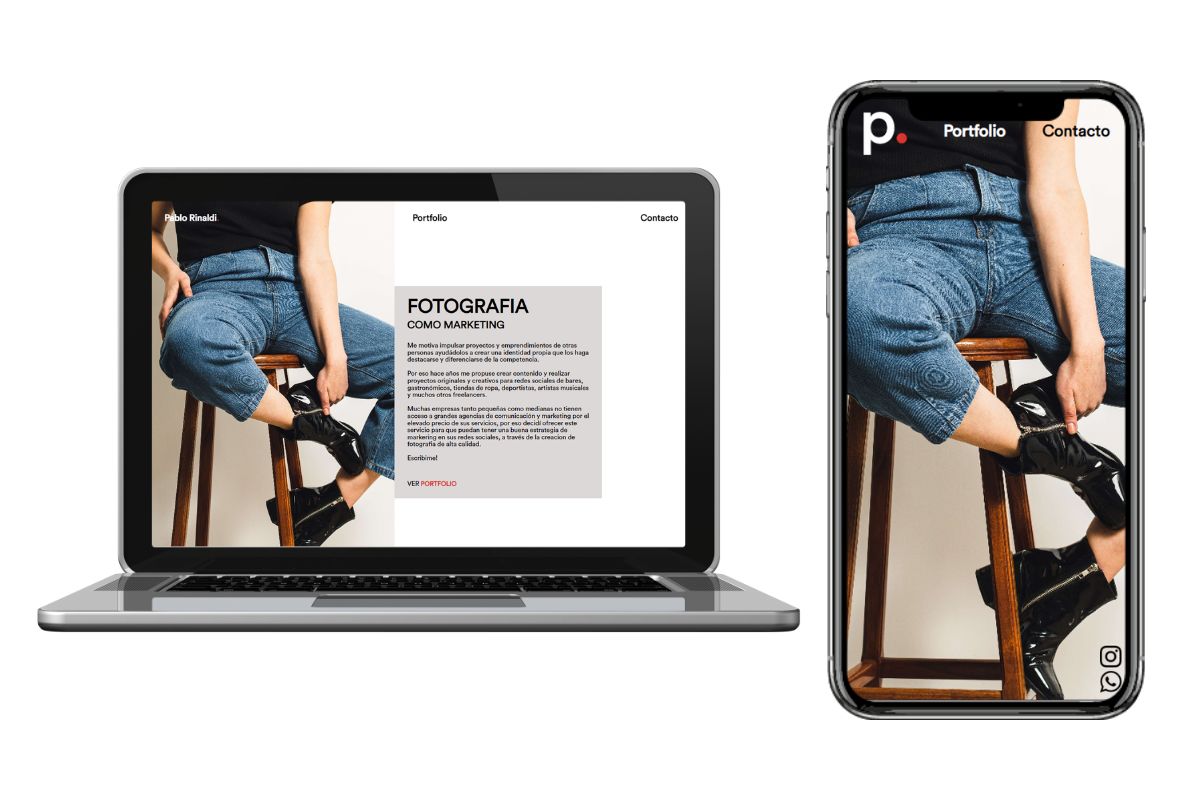 Pablo Rinaldi
Portfolio
Contacto
FOTOGRAFIA
COMO MARKETING
Me motiva impulsar proyectos y emprendimientos de otras
personas ayudádolos a crear una identidad propia que los haga
destacarse y diferenciarse de la competencia.
Por eso hace años me propuse crear contenido y realizar
proyectos originales y creativos para redes sociales de bares,
gastronómicos, tiendas de ropa, deportistas, artistas musicales
y muchos otros freelancers.
Muchas empresas tanto pequeñas como medianas no tienen
acceso a grandes agencias de comunicación y marketing por el
elevado precio de sus servicios, por eso decidí ofrecer este
servicio para que puedan tener una buena estrategia de
marketing en sus redes sociales, a través de la creacion de
fotografía de alta calidad.
Escribime!
VER PORTFOLIO
p.
Portfolio
Contacto